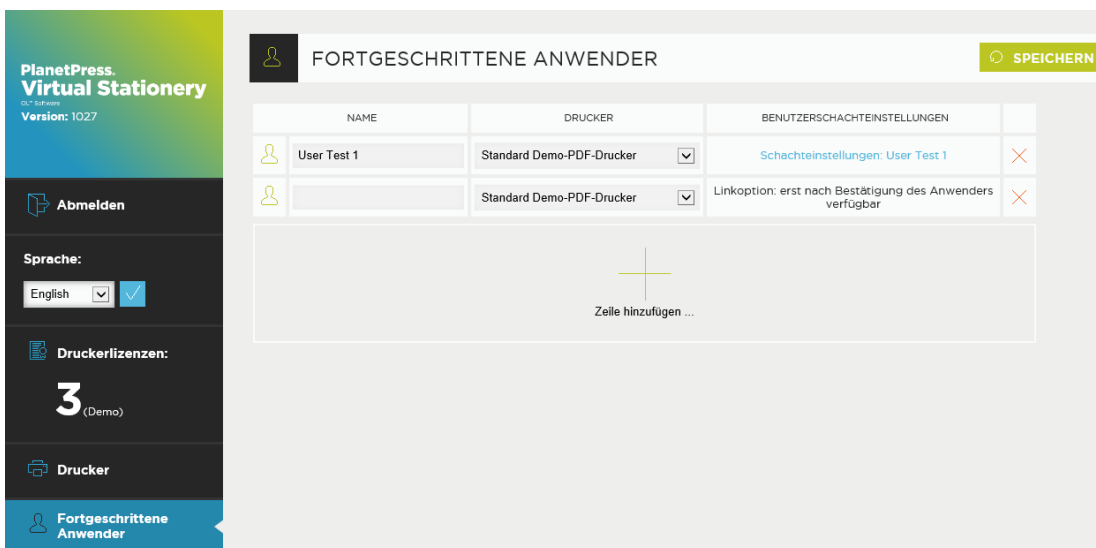 PlanetPress.
Virtual Stationery
OL® Software
Version: 1027
Abmelden
Sprache:
English
Druckerlizenzen:
3 (Demo)
Drucker
Fortgeschrittene
Anwender
FORTGESCHRITTENE ANWENDER
SPEICHERN
NAME DRUCKER BENUTZERSCHACHTEINSTELLUNGEN
User Test 1 Standard Demo-PDF-Drucker Schachteinstellungen: User Test 1
Standard Demo-PDF-Drucker Linkoption: erst nach Bestätigung des Anwenders
verfügbar
Zeile hinzufügen ...